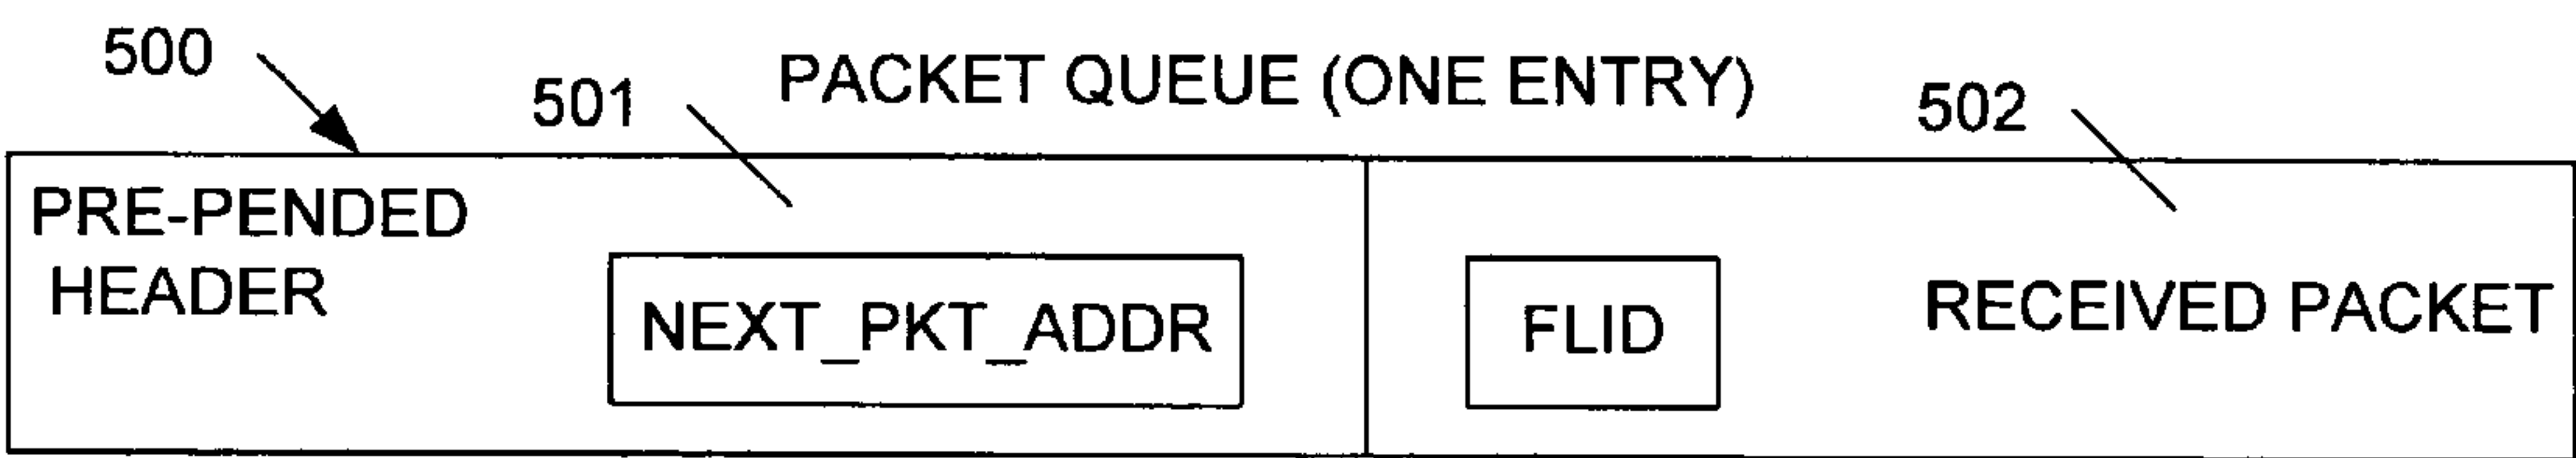 500
501
PACKET QUEUE (ONE ENTRY)
502
PRE-PENDED
HEADER
NEXT_PKT_ADDR
FLID
RECEIVED PACKET